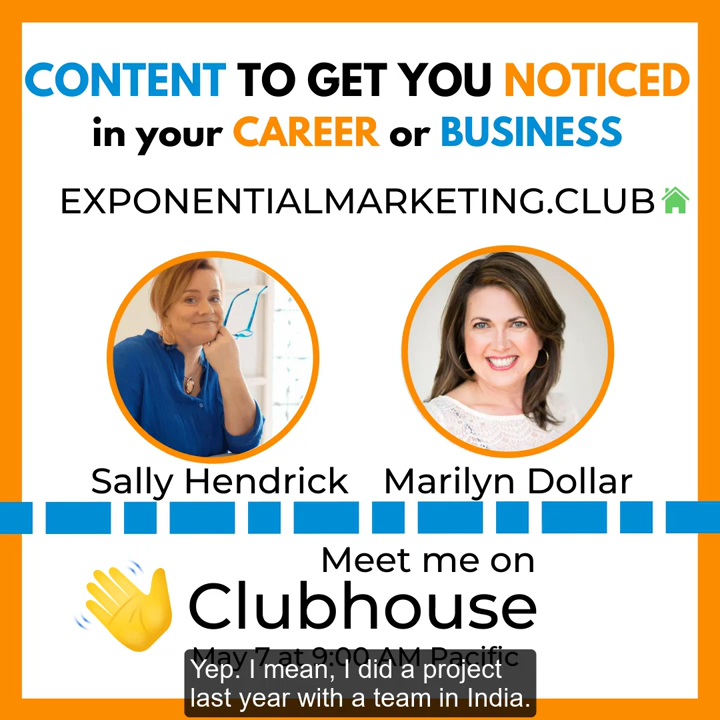 CONTENT TO GET YOU NOTICED
in your CAREER or BUSINESS
EXPONENTIALMARKETING.CLUB
Sally Hendrick
Marilyn Dollar
Meet me on
Clubhouse
May 7 at 9:00 AM Pacific
Yep. I mean, I did a project
last year with a team in India.